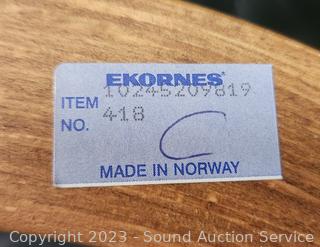 EKORNES®
10245209819
ITEM 418
NO.
C
MADE IN NORWAY
Copyright © 2023 - Sound Auction Service